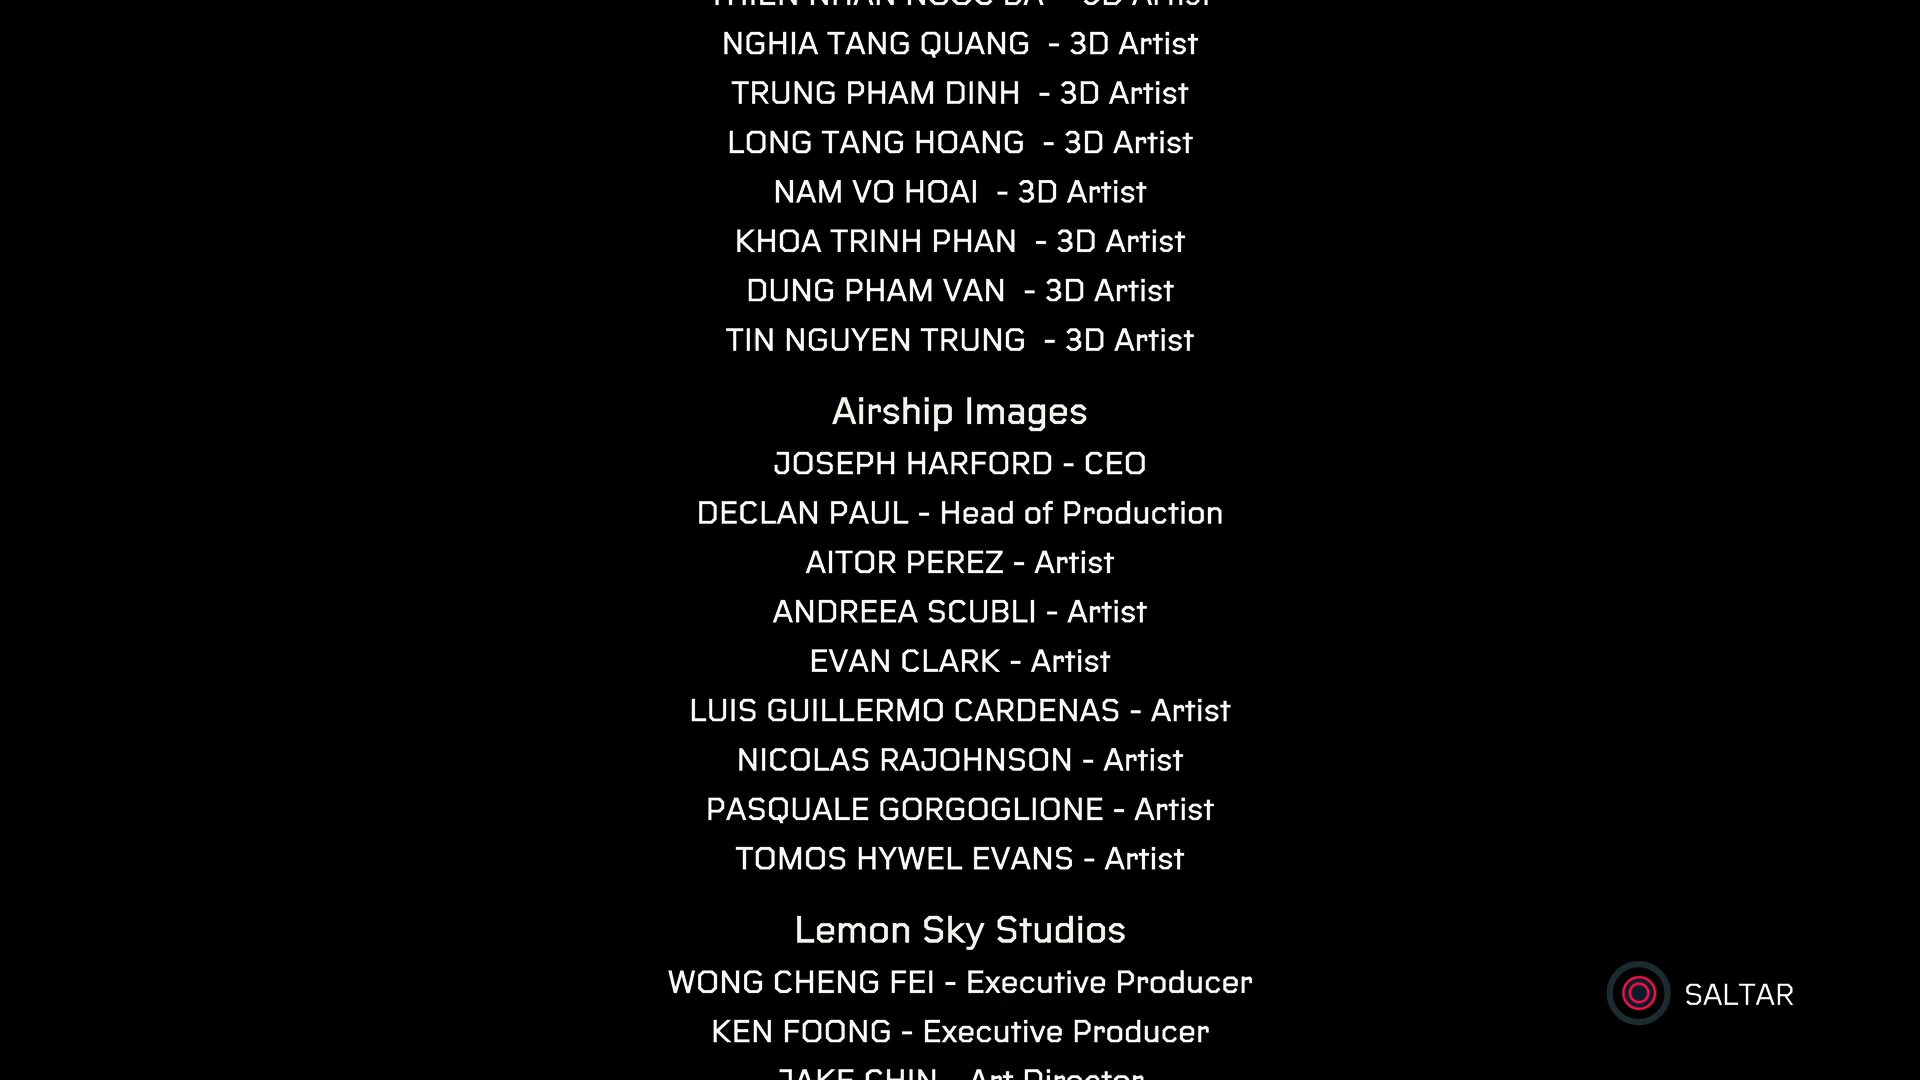 NGHIA TANG QUANG - 3D Artist
TRUNG PHAM DINH - 3D Artist
LONG TANG HOANG - 3D Artist
NAM VO HOAI - 3D Artist
KHOA TRINH PHAN - 3D Artist
DUNG PHAM VAN - 3D Artist
TIN NGUYEN TRUNG - 3D Artist
Airship Images
JOSEPH HARFORD - CEO
DECLAN PAUL - Head of Production
AITOR PEREZ - Artist
ANDREEA SCUBLI - Artist
EVAN CLARK - Artist
LUIS GUILLERMO CARDENAS - Artist
NICOLAS RAJOHNSON - Artist
PASQUALE GORGOGLIONE - Artist
TOMOS HYWEL EVANS - Artist
Lemon Sky Studios
WONG CHENG FEI - Executive Producer
KEN FOONG - Executive Producer
JAKE CHIN - Art Director
SALTAR